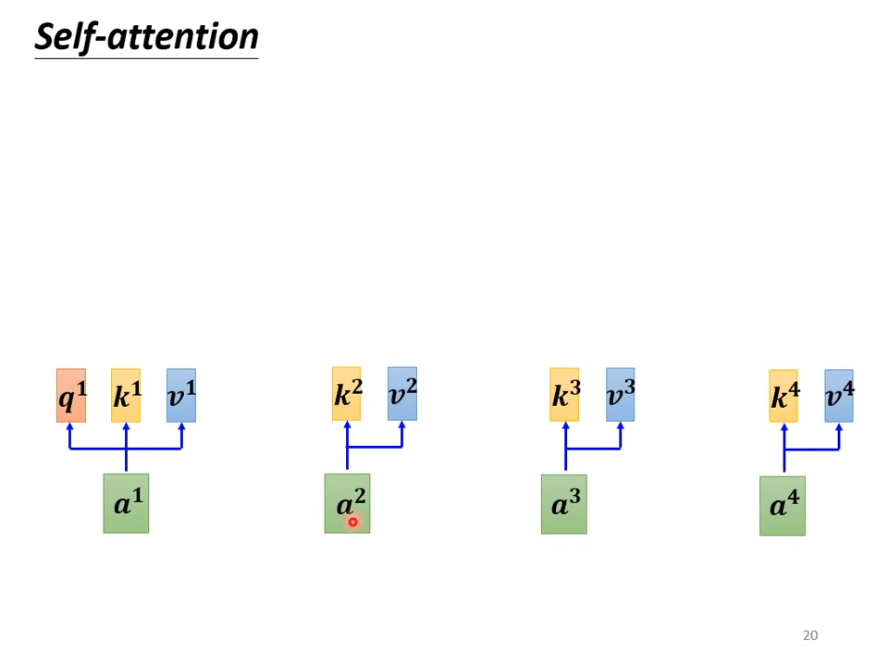 Self-attention
q¹ k¹ v¹ k² v² k³ v³ k⁴ v⁴
a¹ a² a³ a⁴
20